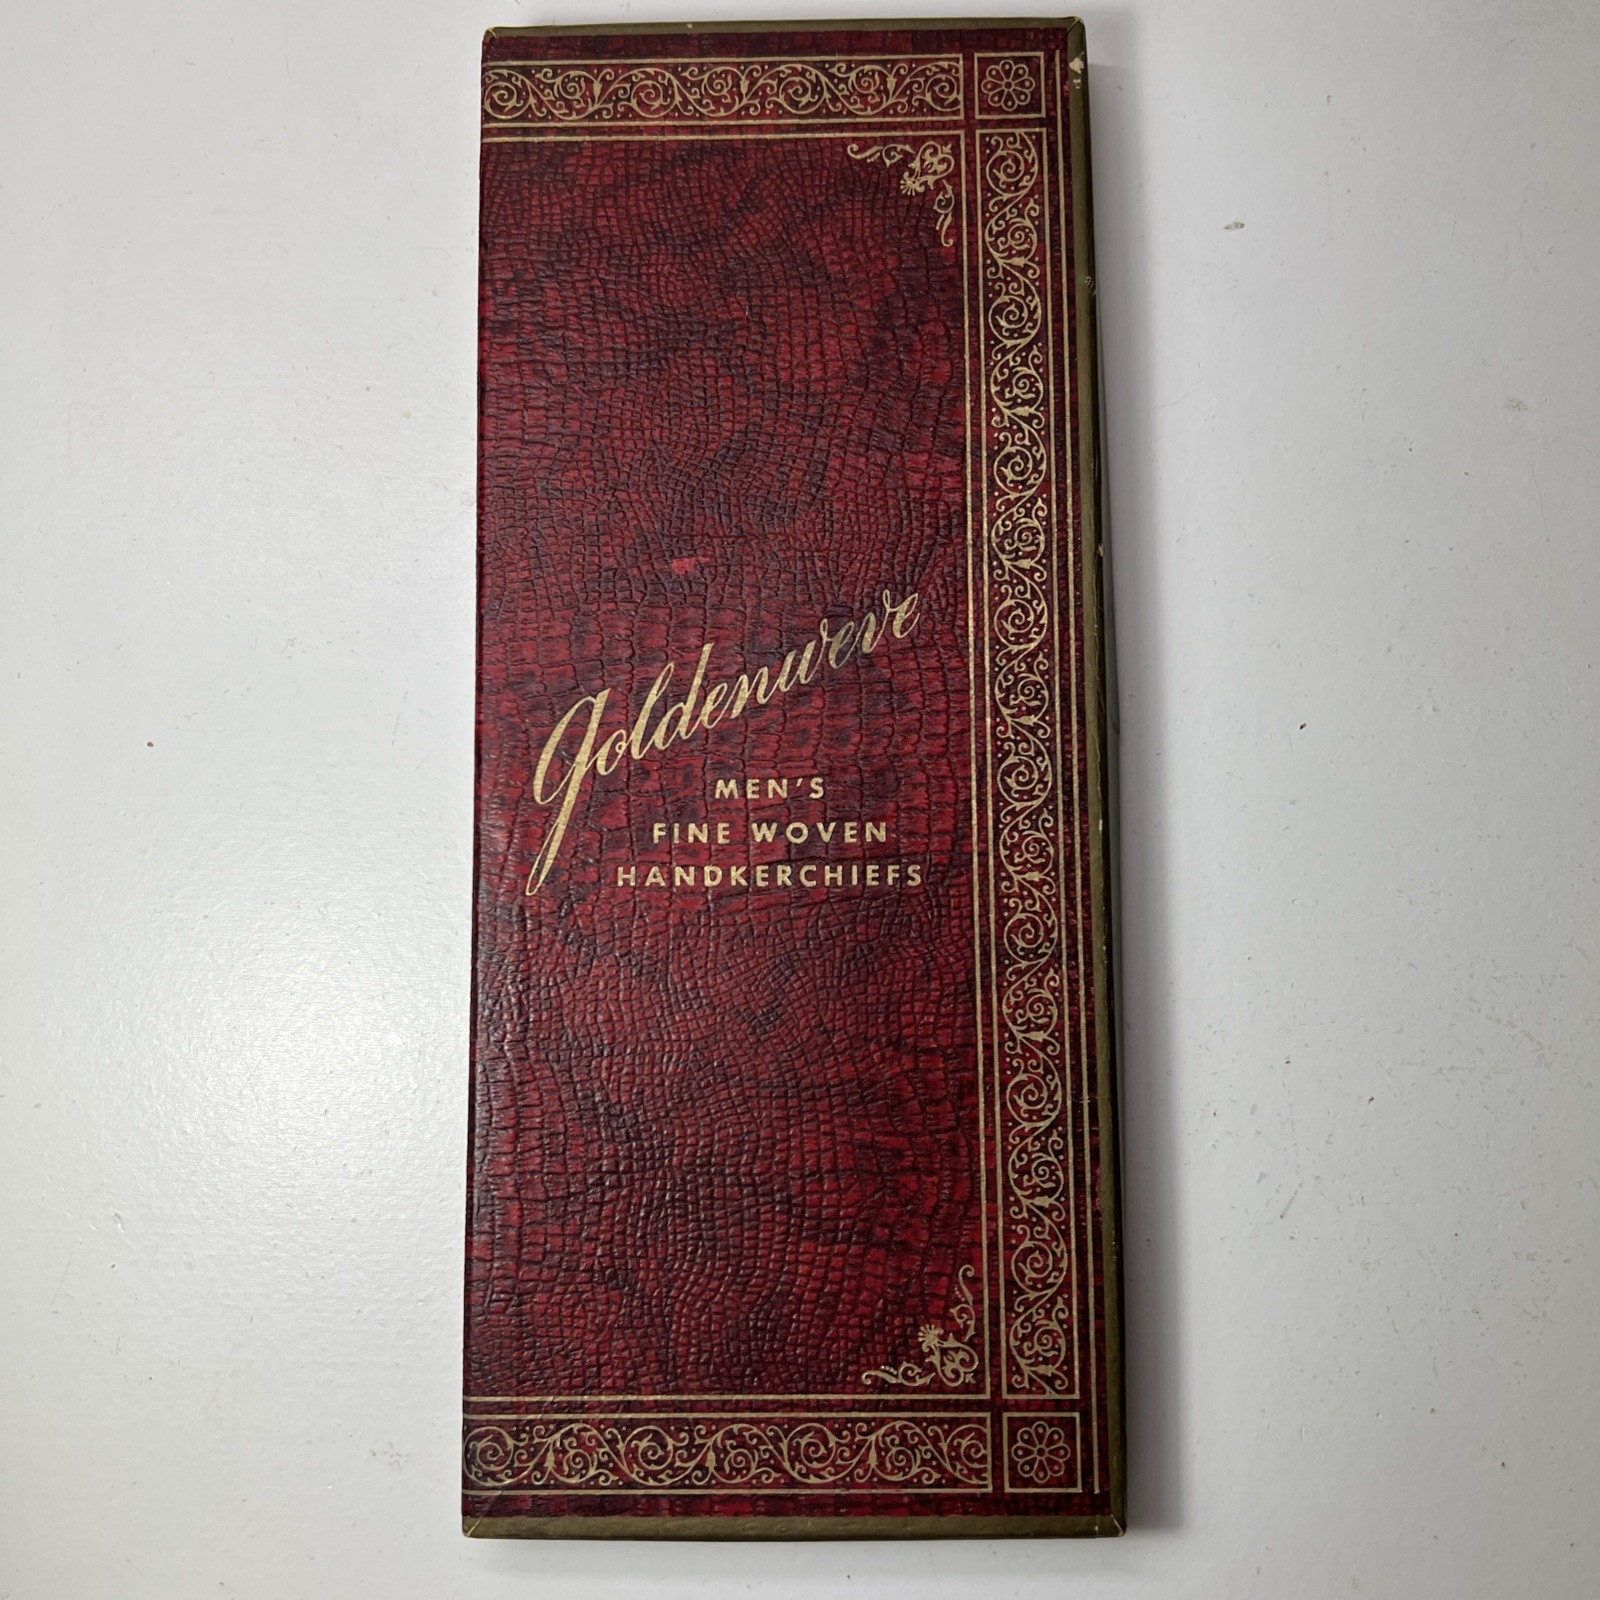 Goldenweve
MEN'S
FINE WOVEN
HANDKERCHIEFS